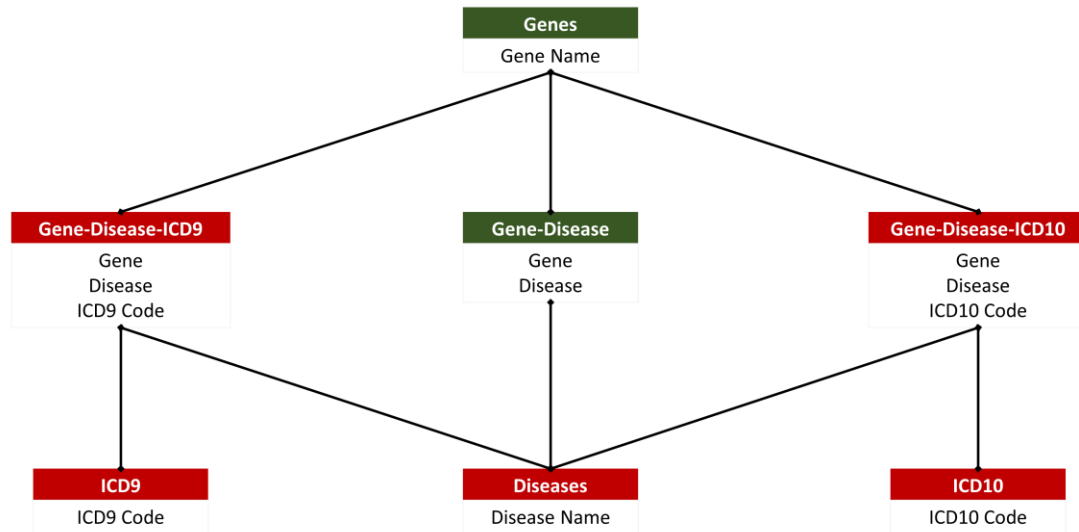 Genes
Gene Name
Gene-Disease-ICD9
Gene
Disease
ICD9 Code
Gene-Disease
Gene
Disease
Gene-Disease-ICD10
Gene
Disease
ICD10 Code
ICD9
ICD9 Code
Diseases
Disease Name
ICD10
ICD10 Code